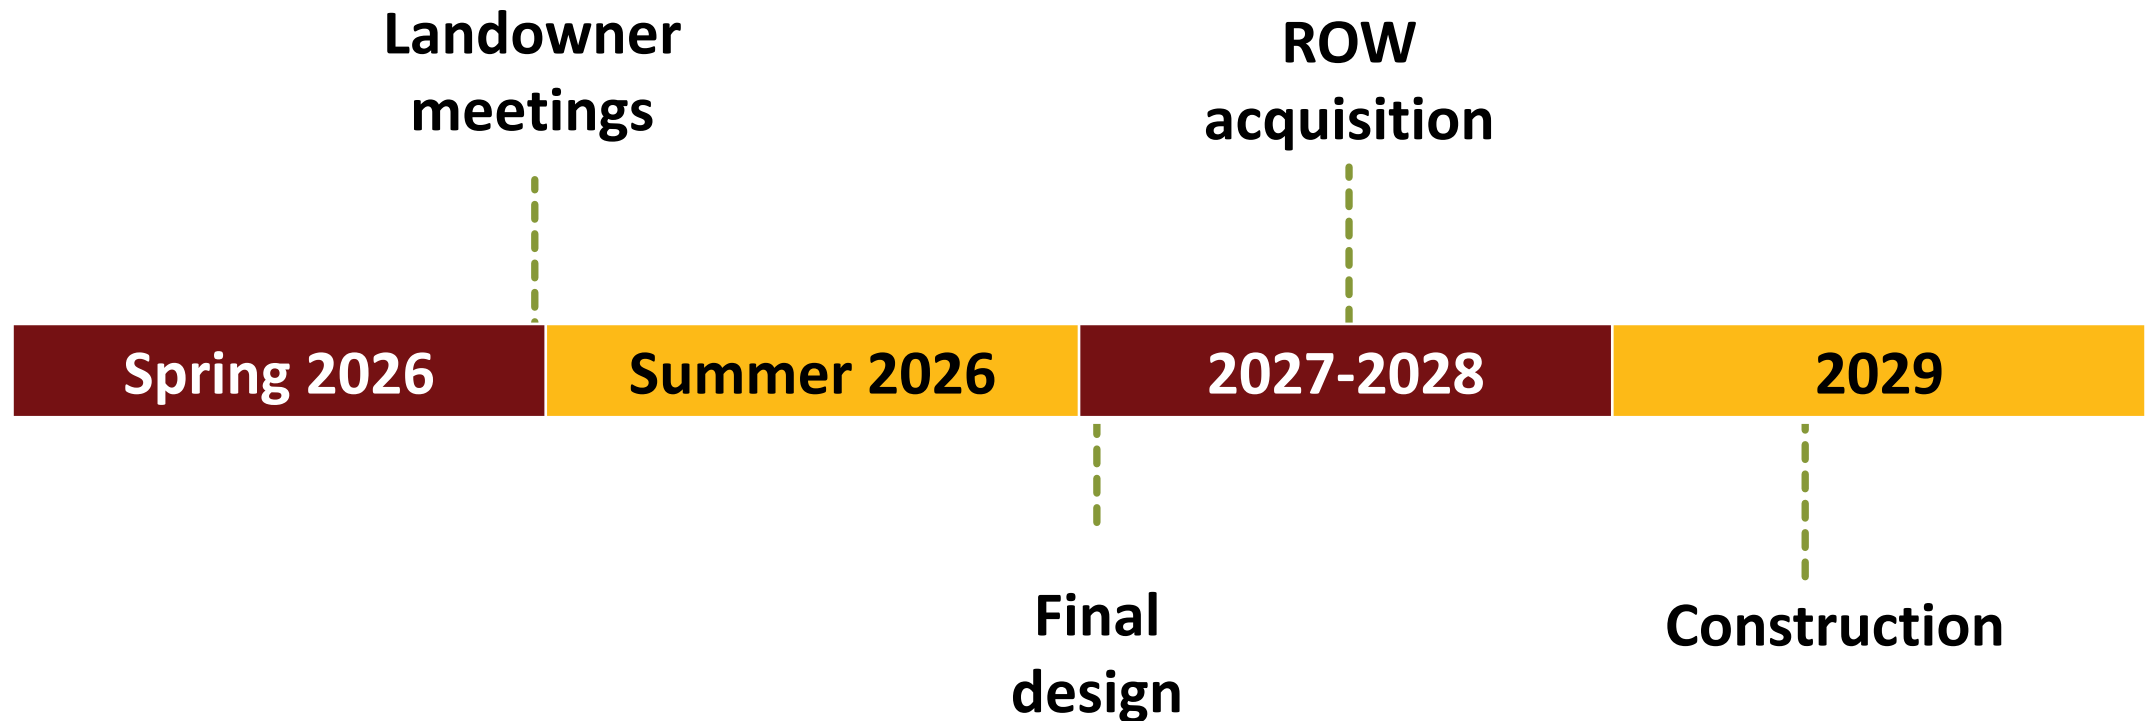 Landowner
meetings
ROW
acquisition
Spring 2026
Summer 2026
2027-2028
2029
Final
design
Construction